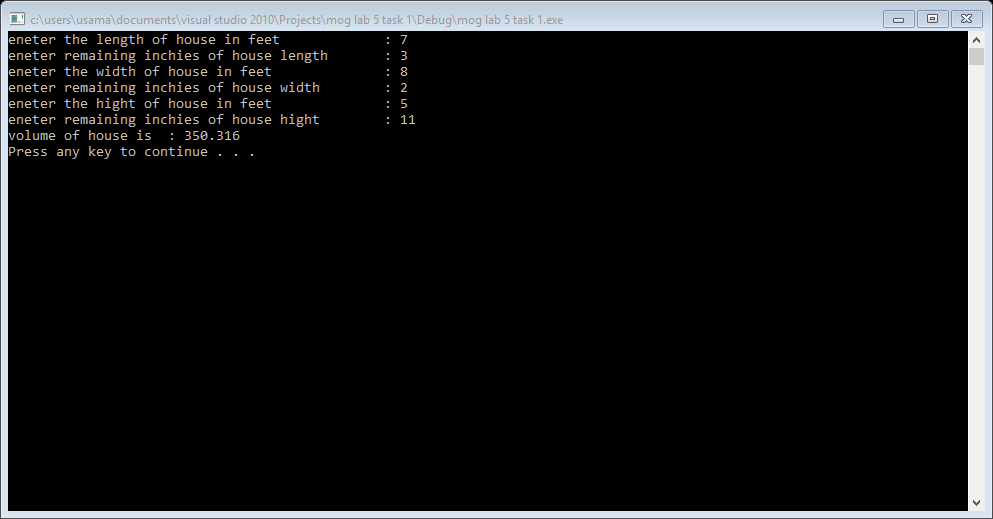 c:\users\usama\documents\visual studio 2010\Projects\mog lab 5 task 1\Debug\mog lab 5 task 1.exe
eneter the length of house in feet             : 7
eneter remaining inchies of house length       : 3
eneter the width of house in feet              : 8
eneter remaining inchies of house width        : 2
eneter the hight of house in feet              : 5
eneter remaining inchies of house hight        : 11
volume of house is  : 350.316
Press any key to continue . . .